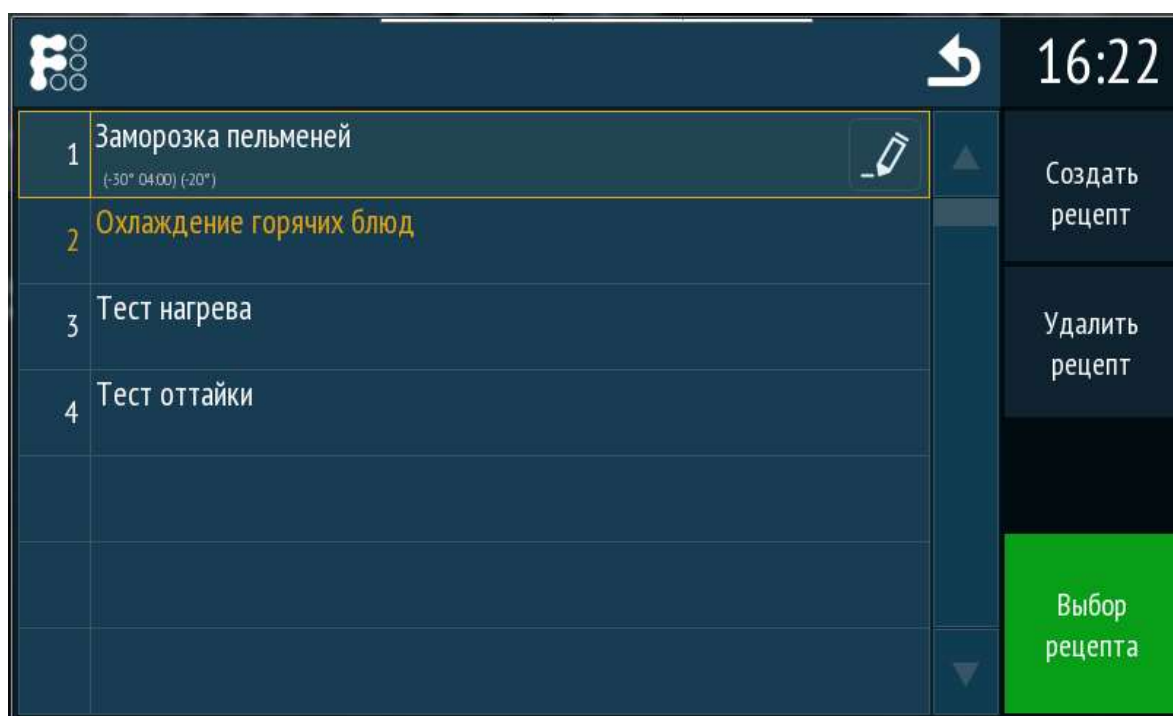 16:22
1
Заморозка пельменей
(-30° 04:00) (-20°)
2
Охлаждение горячих блюд
3
Тест нагрева
4
Тест оттайки
Создать
рецепт
Удалить
рецепт
Выбор
рецепта